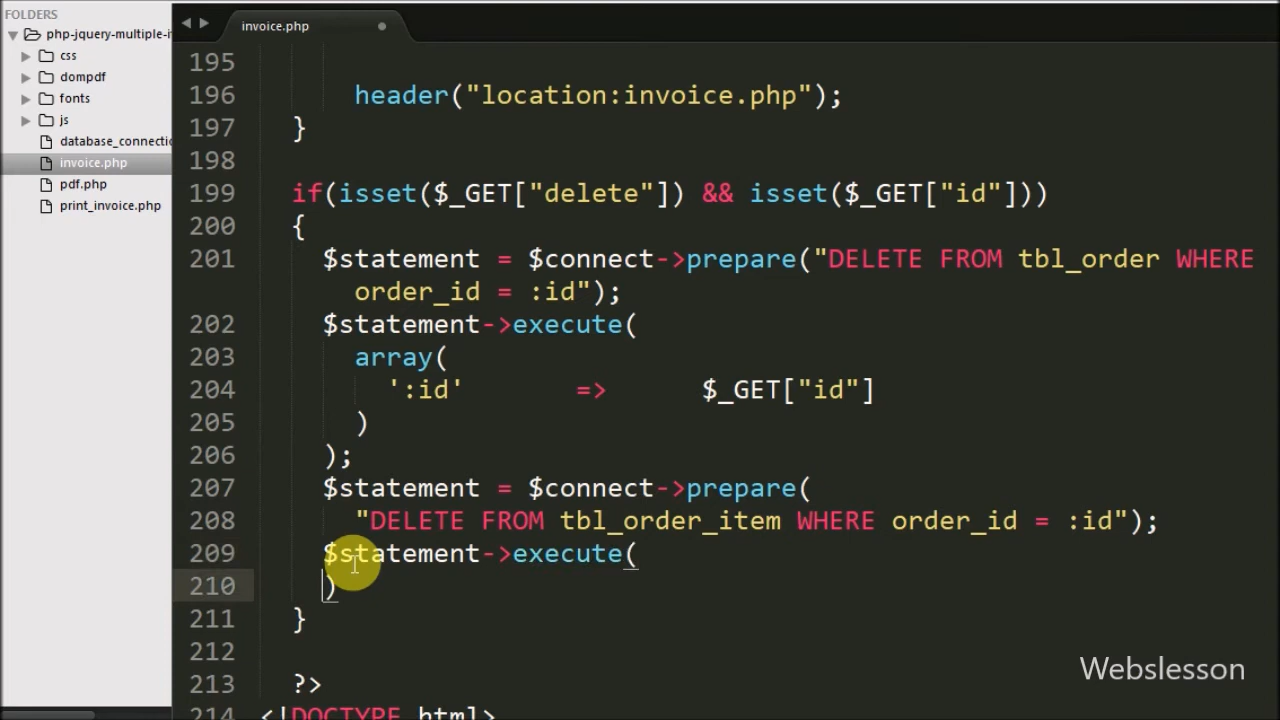 FOLDERS
php-jquery-multiple-i
css
dompdf
fonts
js
database_connectio
invoice.php
pdf.php
print_invoice.php
invoice.php
195
196 header("location:invoice.php");
197 }
198
199 if(isset($_GET["delete"]) && isset($_GET["id"]))
200 {
201 $statement = $connect->prepare("DELETE FROM tbl_order WHERE
order_id = :id");
202 $statement->execute(
203 array(
204 ':id' => $_GET["id"]
205 )
206 );
207 $statement = $connect->prepare(
208 "DELETE FROM tbl_order_item WHERE order_id = :id");
209 $statement->execute(
210 )
211 }
212
213 ?>
214 <!DOCTYPE html>
Webslesson